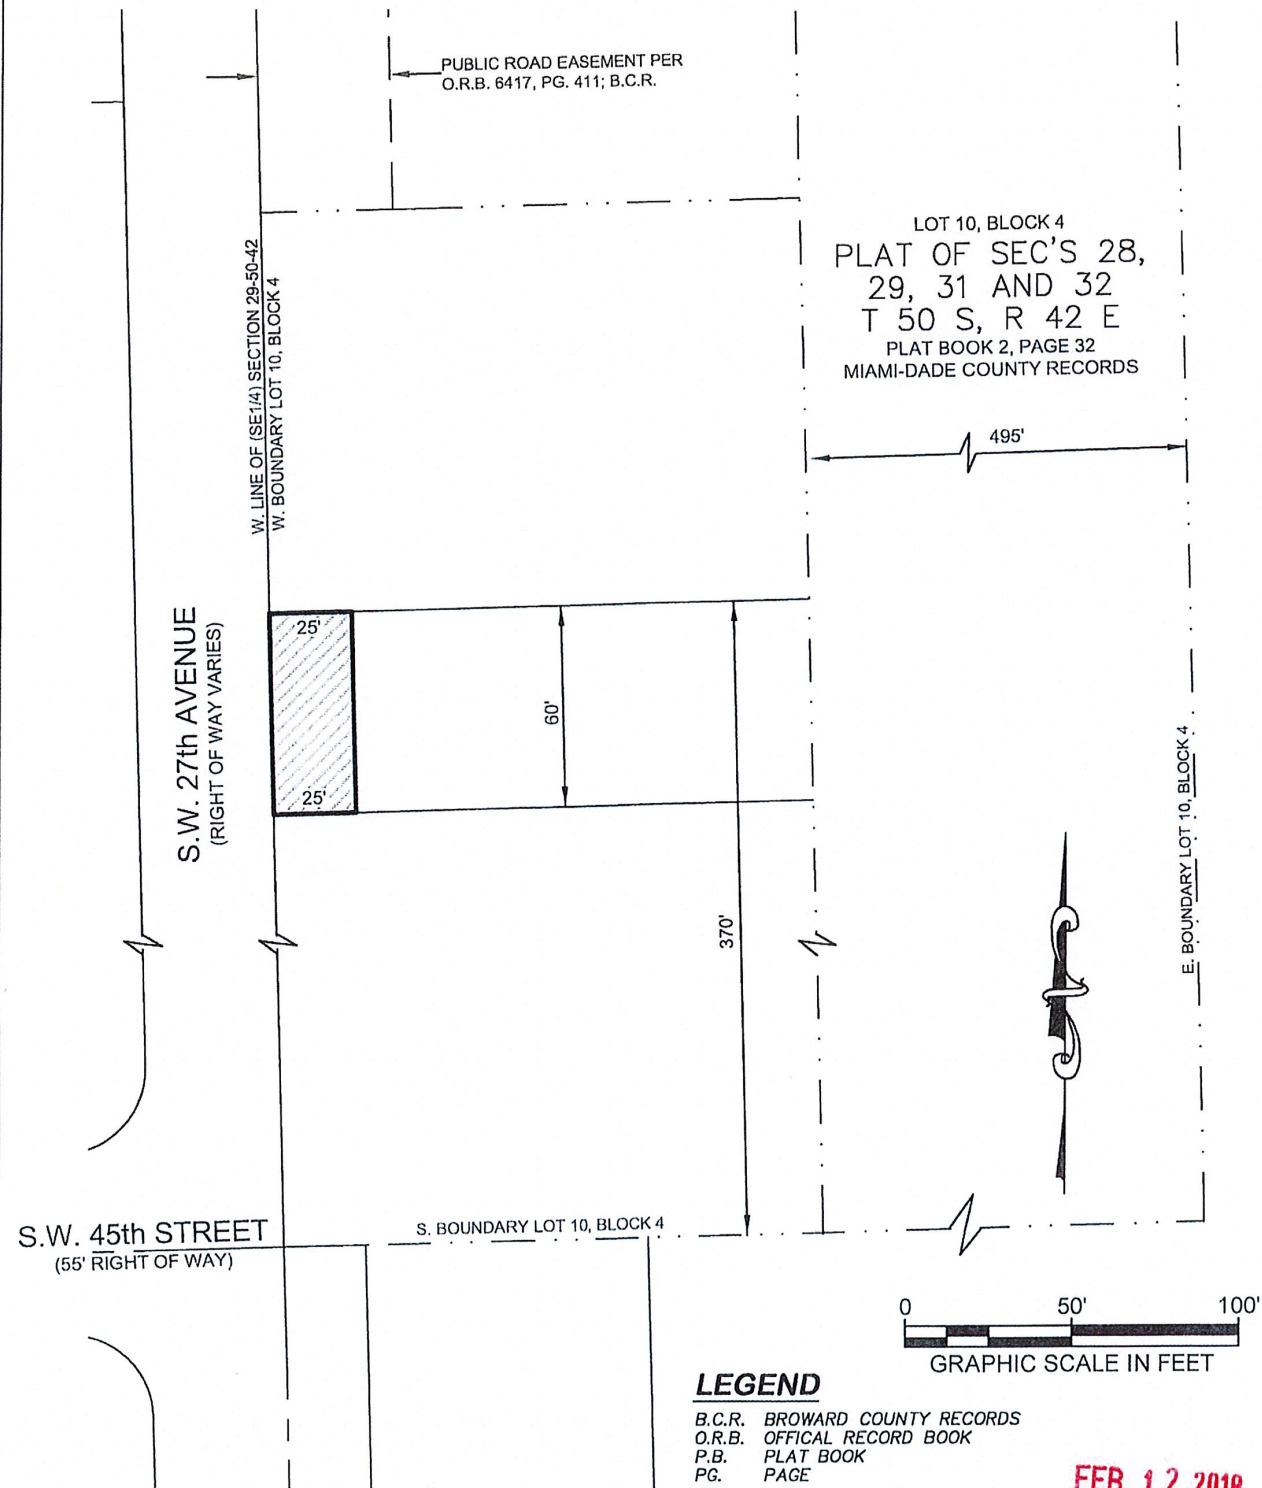 PUBLIC ROAD EASEMENT PER
O.R.B. 6417, PG. 411; B.C.R.
LOT 10, BLOCK 4
PLAT OF SEC'S 28,
29, 31 AND 32
T 50 S, R 42 E
PLAT BOOK 2, PAGE 32
MIAMI-DADE COUNTY RECORDS
W. LINE OF (SE1/4) SECTION 29-50-42
W. BOUNDARY LOT 10, BLOCK 4
495'
S.W. 27th AVENUE
(RIGHT OF WAY VARIES)
25'
60'
25'
370'
E. BOUNDARY LOT 10, BLOCK 4
S.W. 45th STREET
(55' RIGHT OF WAY)
S. BOUNDARY LOT 10, BLOCK 4
0 50' 100'
GRAPHIC SCALE IN FEET
LEGEND
B.C.R. BROWARD COUNTY RECORDS
O.R.B. OFFICAL RECORD BOOK
P.B. PLAT BOOK
PG. PAGE
FEB 12